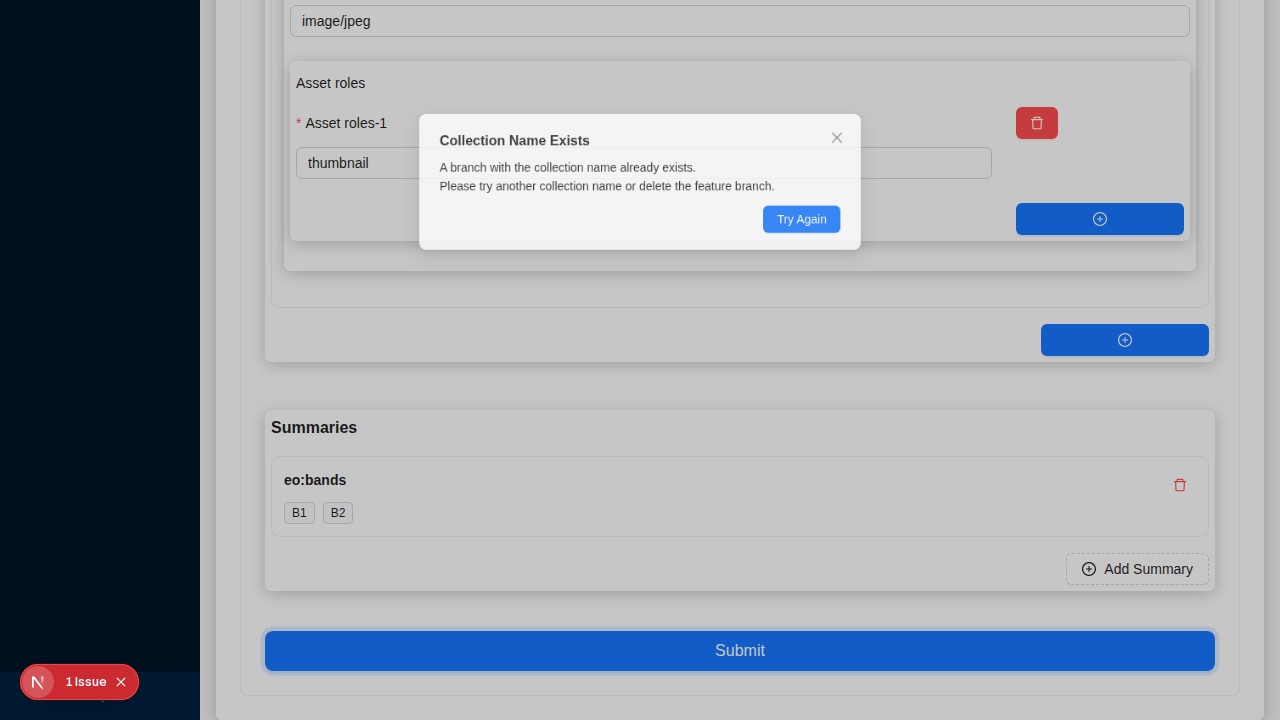 image/jpeg
Asset roles
* Asset roles-1
thumbnail
Collection Name Exists
A branch with the collection name already exists.
Please try another collection name or delete the feature branch.
Try Again
Summaries
eo:bands
B1 B2
Add Summary
Submit
N 1 Issue